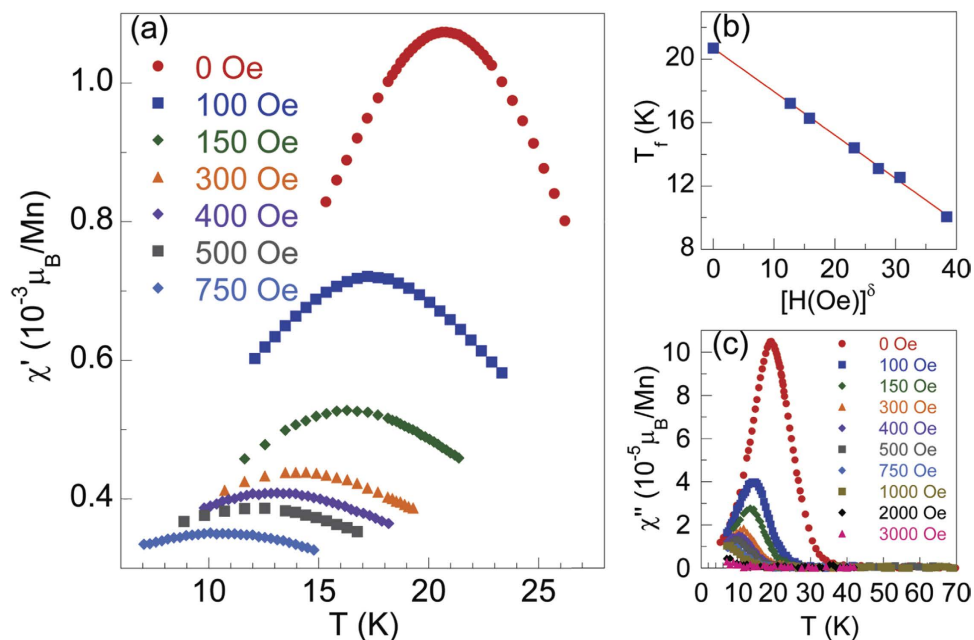 (a)
0 Oe
100 Oe
150 Oe
300 Oe
400 Oe
500 Oe
750 Oe
1.0
0.8
0.6
0.4
χ' (10⁻³ μ_B/Mn)
10 15 20 25
T (K)
(b)
20
16
12
8
T_f (K)
0 10 20 30 40
[H(Oe)]^δ
(c)
0 Oe
100 Oe
150 Oe
300 Oe
400 Oe
500 Oe
750 Oe
1000 Oe
2000 Oe
3000 Oe
10
8
6
4
2
0
χ'' (10⁻⁵ μ_B/Mn)
0 10 20 30 40 50 60 70
T (K)